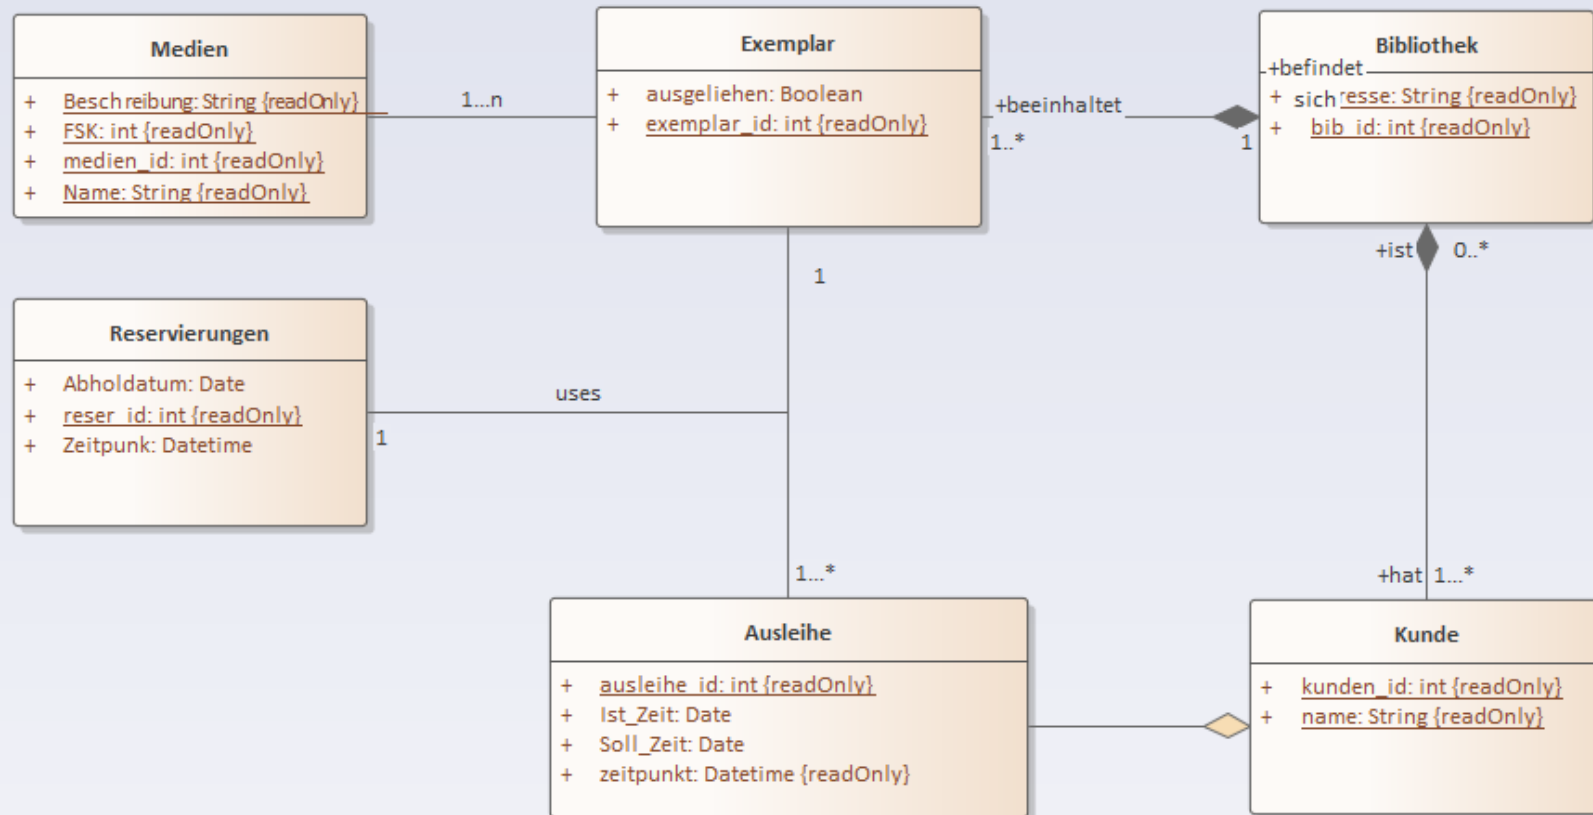 Medien
+ Beschreibung: String {readOnly}
+ FSK: int {readOnly}
+ medien_id: int {readOnly}
+ Name: String {readOnly}
1...n
Exemplar
+ ausgeliehen: Boolean
+ exemplar_id: int {readOnly}
+beeinhaltet
1..*
1
Bibliothek
+befindet
sich
+ resse: String {readOnly}
+ bib_id: int {readOnly}
+ist 0..*
1
Reservierungen
+ Abholdatum: Date
+ reser_id: int {readOnly}
+ Zeitpunk: Datetime
uses
1
1...*
+hat 1...*
Ausleihe
+ ausleihe_id: int {readOnly}
+ Ist_Zeit: Date
+ Soll_Zeit: Date
+ zeitpunkt: Datetime {readOnly}
Kunde
+ kunden_id: int {readOnly}
+ name: String {readOnly}